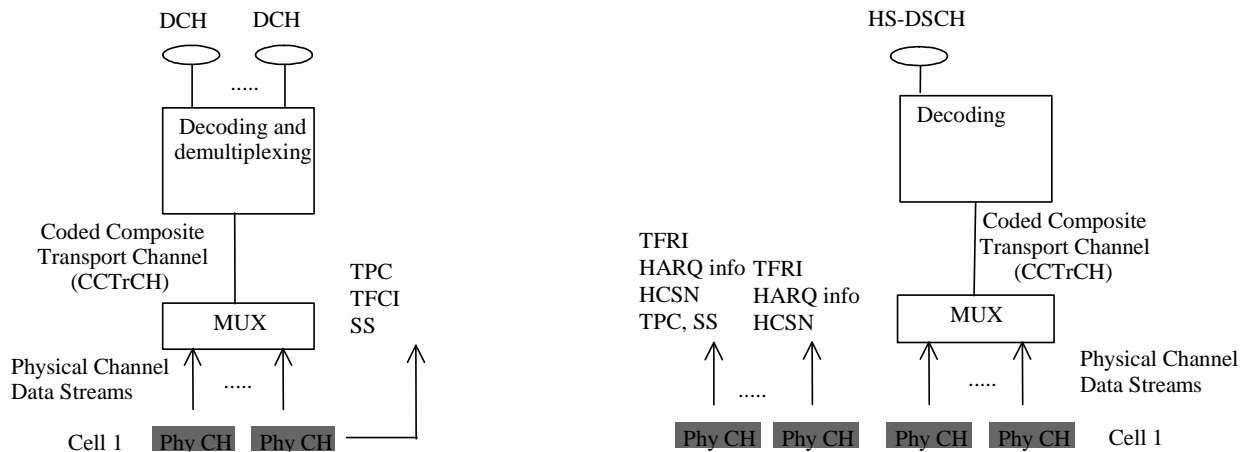 DCH DCH
.....
Decoding and
demultiplexing
Coded Composite
Transport Channel
(CCTrCH)
TPC
TFCI
SS
MUX
Physical Channel
Data Streams
.....
Cell 1 Phy CH Phy CH
HS-DSCH
Decoding
Coded Composite
Transport Channel
(CCTrCH)
TFRI
HARQ info
HCSN
TPC, SS
TFRI
HARQ info
HCSN
MUX
Physical Channel
Data Streams
.....
.....
Phy CH Phy CH Phy CH Phy CH Cell 1